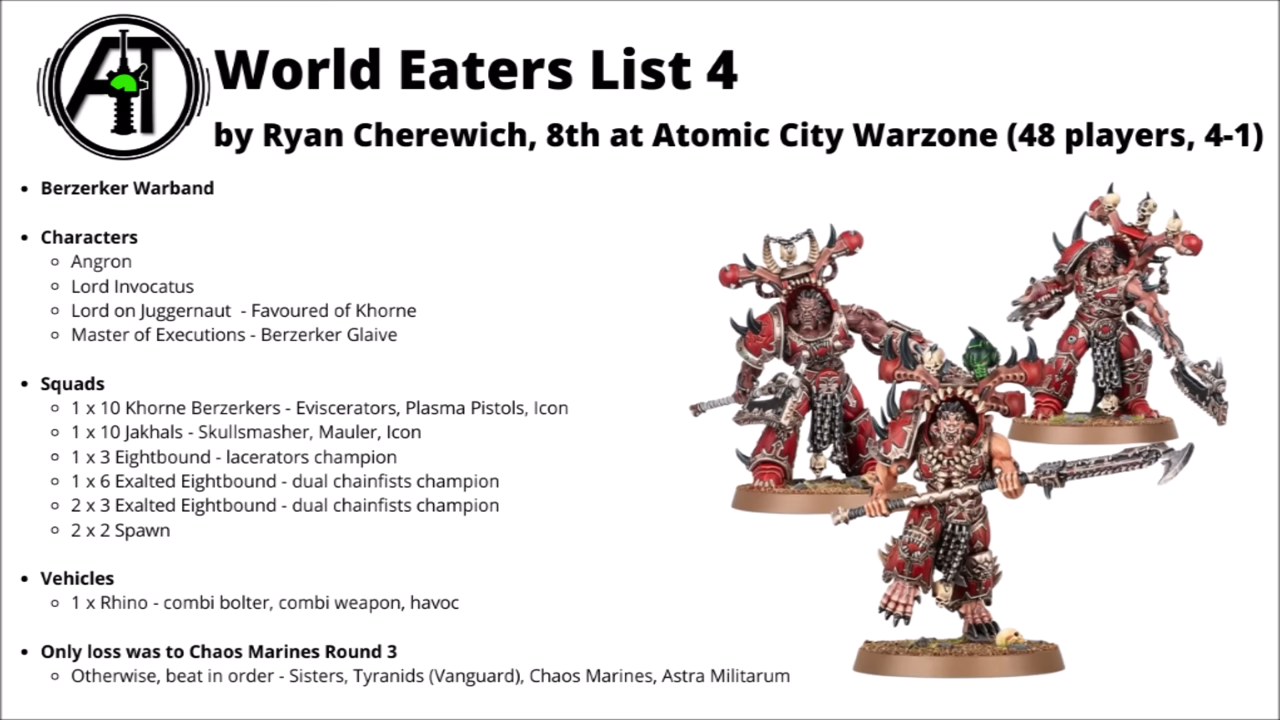 AT
World Eaters List 4
by Ryan Cherewich, 8th at Atomic City Warzone (48 players, 4-1)
• Berzerker Warband
• Characters
◦ Angron
◦ Lord Invocatus
◦ Lord on Juggernaut - Favoured of Khorne
◦ Master of Executions - Berzerker Glaive
• Squads
◦ 1 x 10 Khorne Berzerkers - Eviscerators, Plasma Pistols, Icon
◦ 1 x 10 Jakhals - Skullsmasher, Mauler, Icon
◦ 1 x 3 Eightbound - lacerators champion
◦ 1 x 6 Exalted Eightbound - dual chainfists champion
◦ 2 x 3 Exalted Eightbound - dual chainfists champion
◦ 2 x 2 Spawn
• Vehicles
◦ 1 x Rhino - combi bolter, combi weapon, havoc
• Only loss was to Chaos Marines Round 3
◦ Otherwise, beat in order - Sisters, Tyranids (Vanguard), Chaos Marines, Astra Militarum